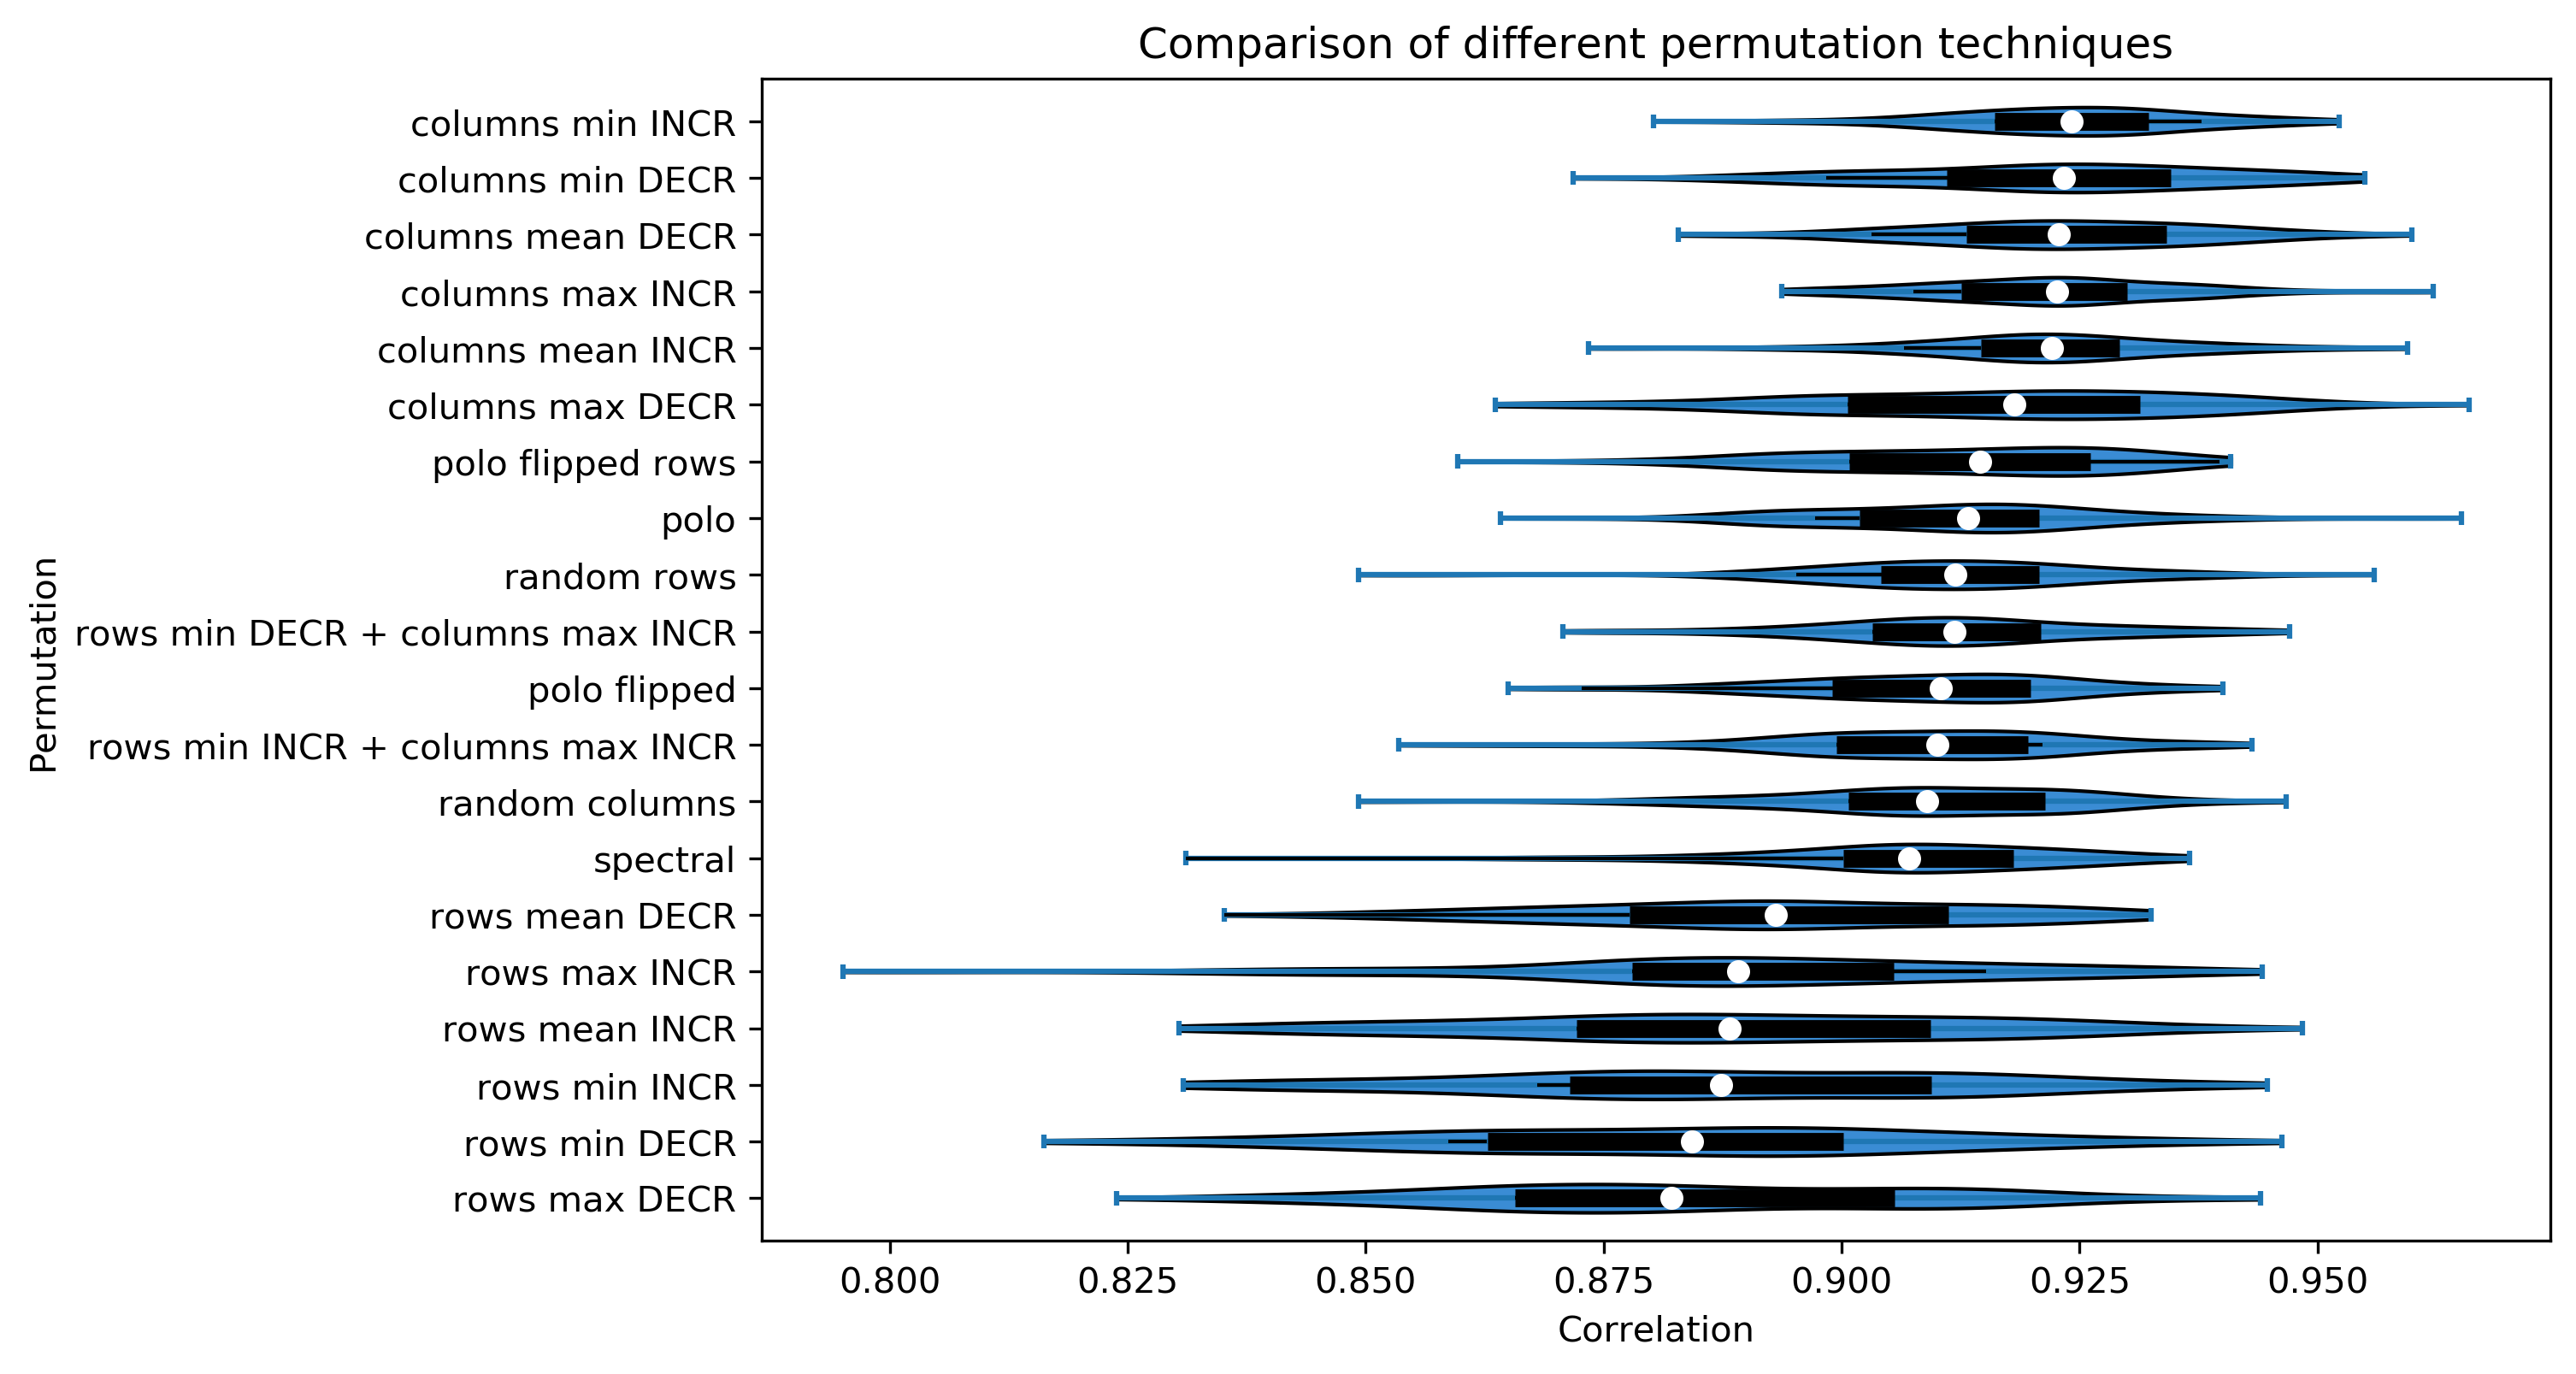 Comparison of different permutation techniques
Permutation
columns min INCR
columns min DECR
columns mean DECR
columns max INCR
columns mean INCR
columns max DECR
polo flipped rows
polo
random rows
rows min DECR + columns max INCR
polo flipped
rows min INCR + columns max INCR
random columns
spectral
rows mean DECR
rows max INCR
rows mean INCR
rows min INCR
rows min DECR
rows max DECR
0.800 0.825 0.850 0.875 0.900 0.925 0.950
Correlation